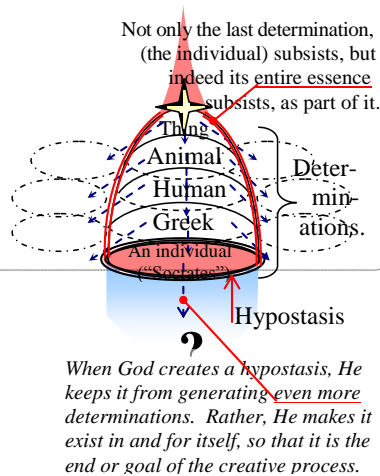 Not only the last determination,
(the individual) subsists, but
indeed its entire essence
subsists, as part of it.
Thing
Animal
Human
Greek
An individual
("Socrates")
Deter-
min-
ations.
Hypostasis
?
When God creates a hypostasis, He
keeps it from generating even more
determinations. Rather, He makes it
exist in and for itself, so that it is the
end or goal of the creative process.